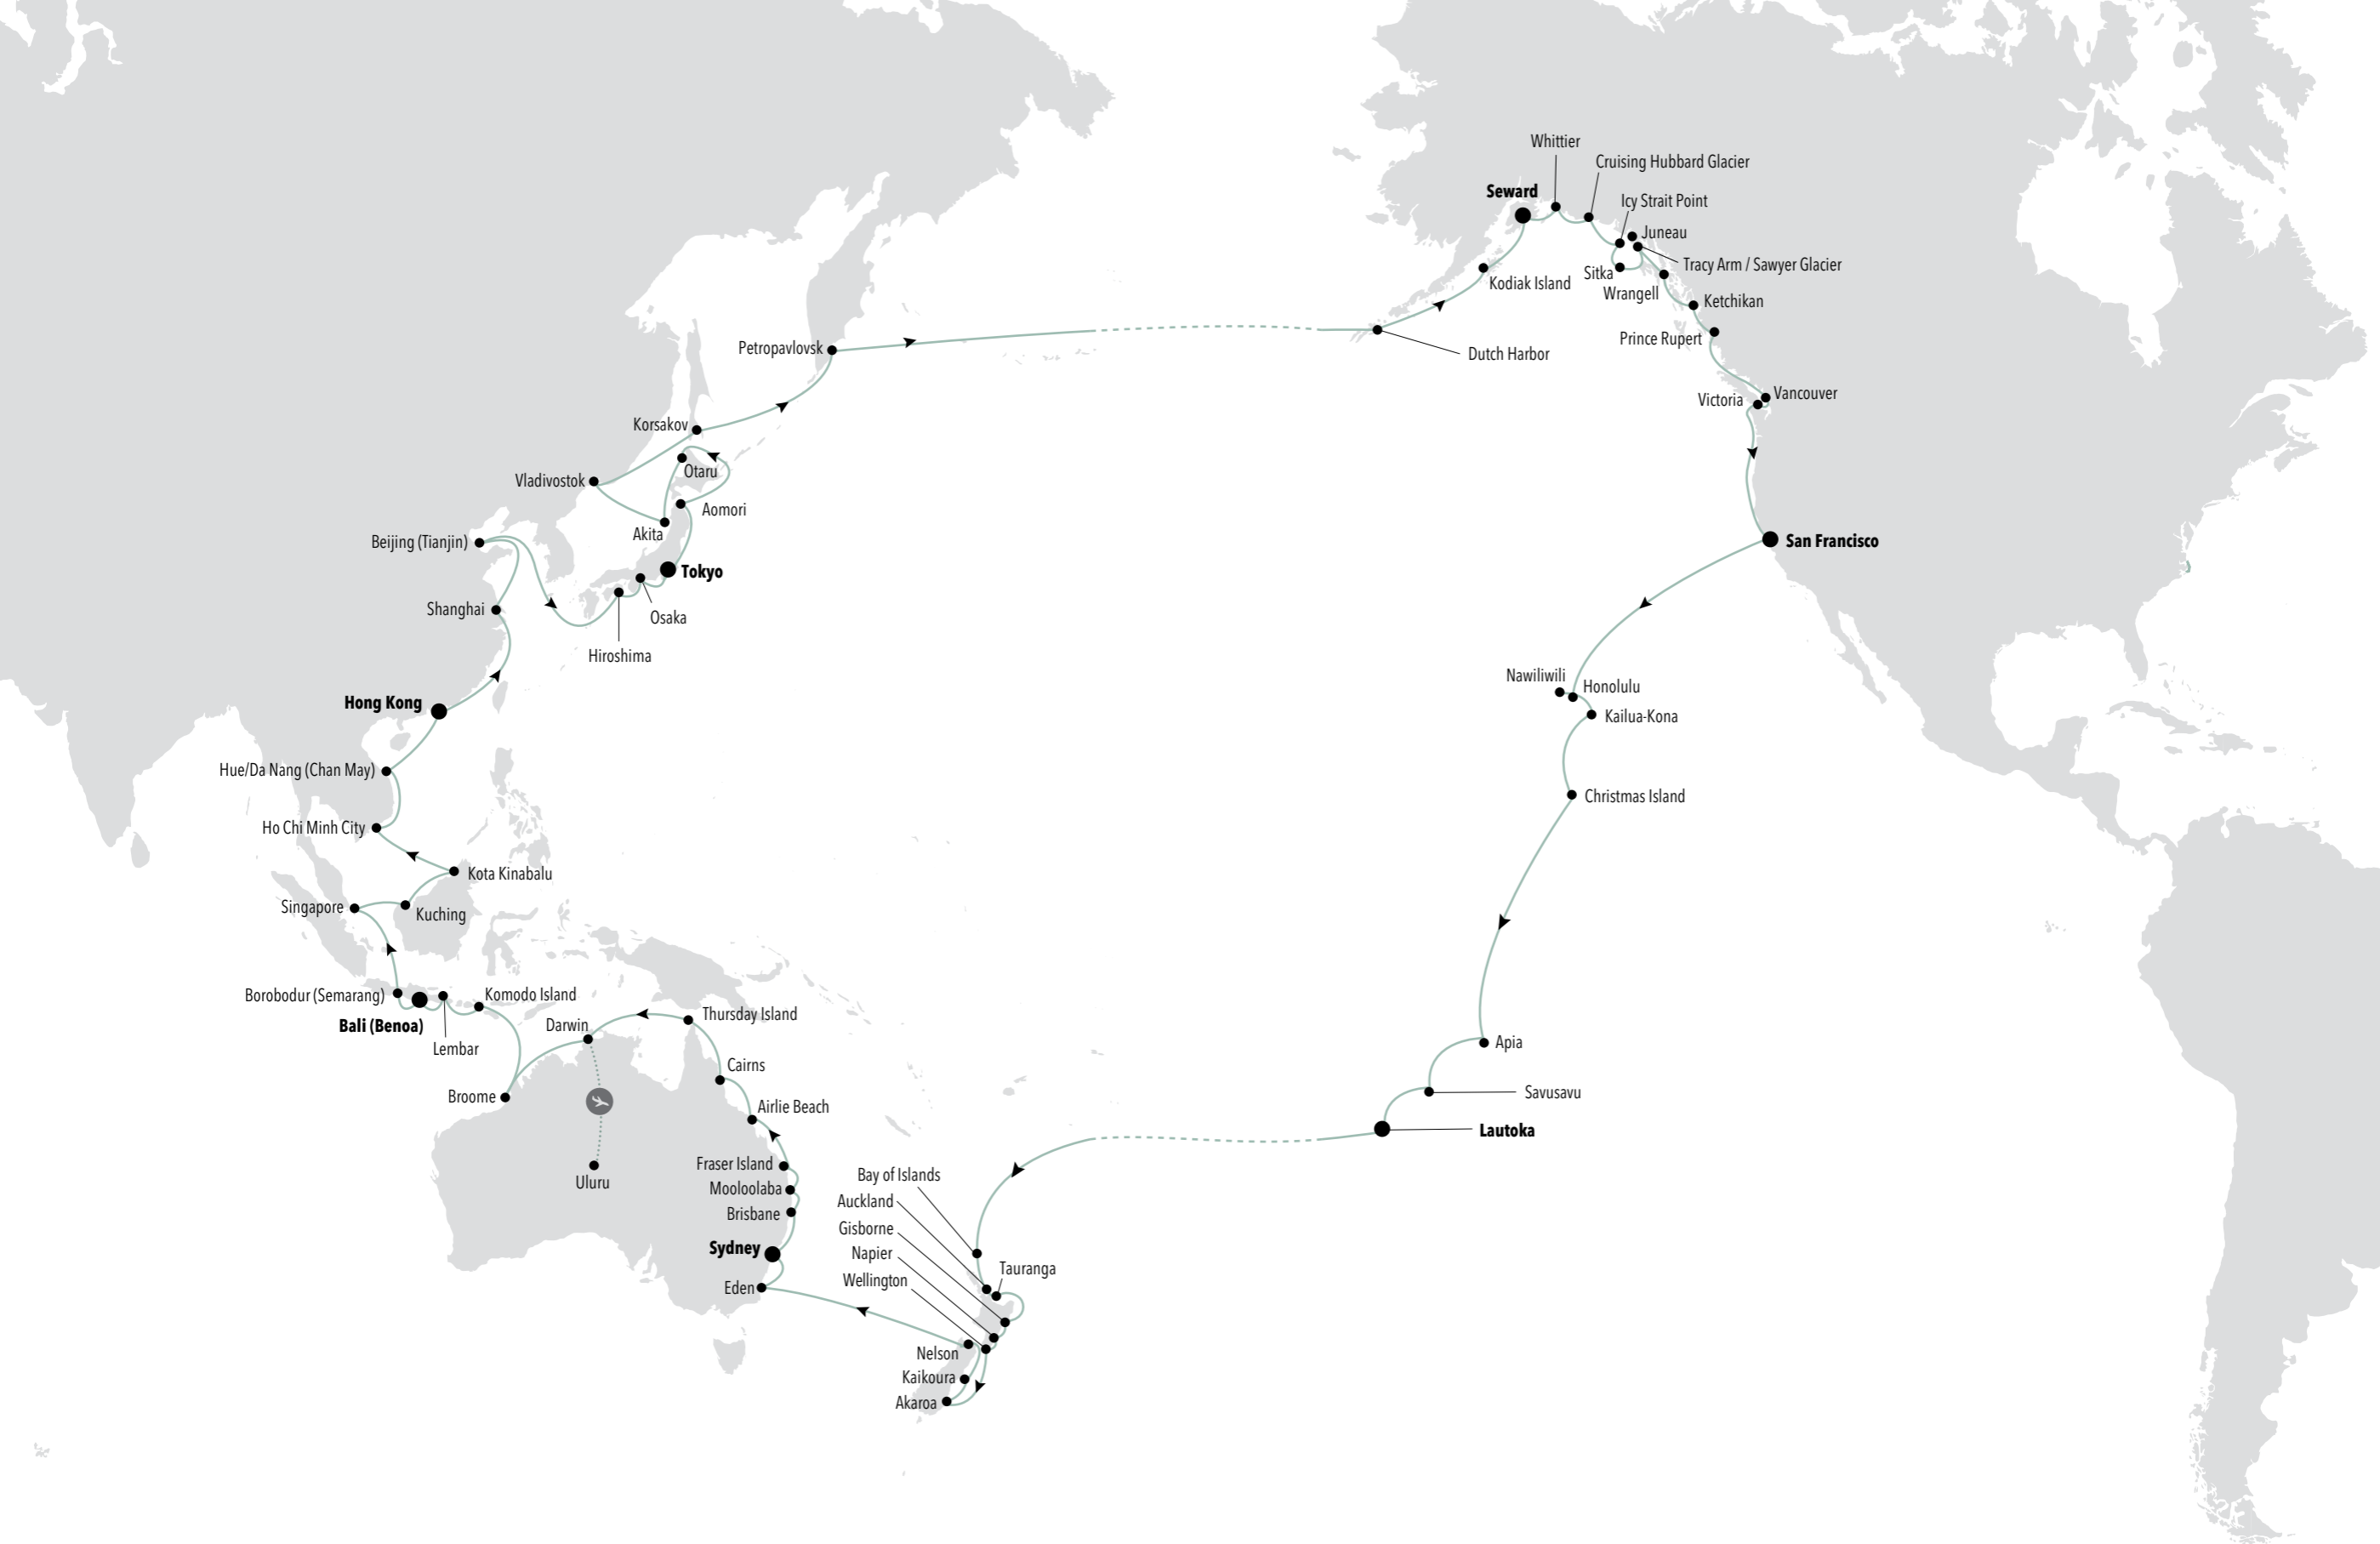 Whittier
Cruising Hubbard Glacier
Seward
Icy Strait Point
Juneau
Tracy Arm / Sawyer Glacier
Sitka
Kodiak Island
Wrangell
Ketchikan
Prince Rupert
Petropavlovsk
Dutch Harbor
Vancouver
Victoria
Korsakov
Otaru
Vladivostok
Aomori
Akita
Beijing (Tianjin)
San Francisco
Tokyo
Shanghai
Osaka
Hiroshima
Nawiliwili
Honolulu
Hong Kong
Kailua-Kona
Hue/Da Nang (Chan May)
Christmas Island
Ho Chi Minh City
Kota Kinabalu
Singapore
Kuching
Borobodur (Semarang)
Komodo Island
Thursday Island
Bali (Benoa)
Darwin
Lembar
Apia
Cairns
Broome
Savusavu
Airlie Beach
Lautoka
Fraser Island
Bay of Islands
Uluru
Mooloolaba
Auckland
Brisbane
Gisborne
Sydney
Napier
Tauranga
Wellington
Eden
Nelson
Kaikoura
Akaroa